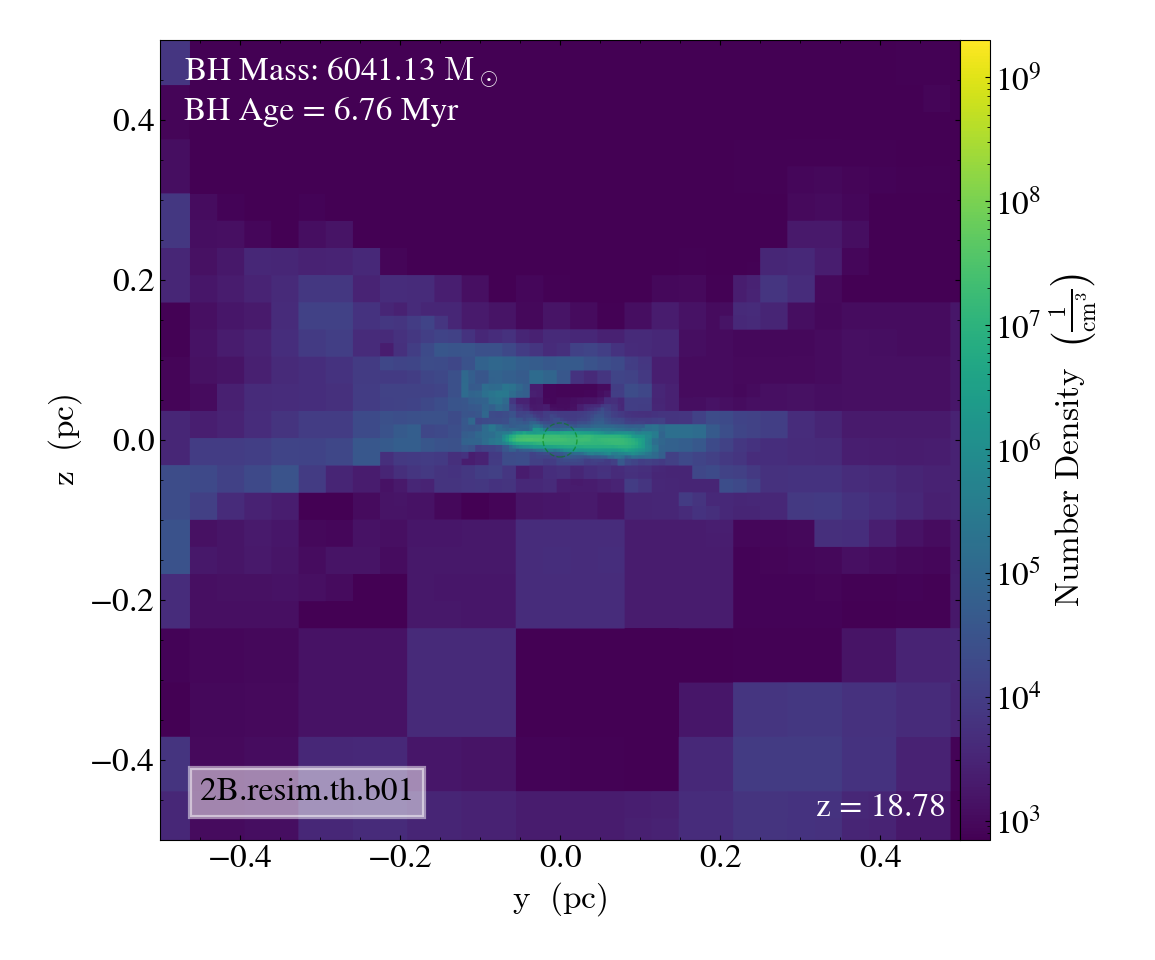 BH Mass: 6041.13 M⊙
BH Age = 6.76 Myr
0.4
0.2
0.0
−0.2
−0.4
z (pc)
2B.resim.th.b01
z = 18.78
−0.4 −0.2 0.0 0.2 0.4
y (pc)
10⁹
10⁸
10⁷
10⁶
10⁵
10⁴
10³
Number Density (1/cm³)